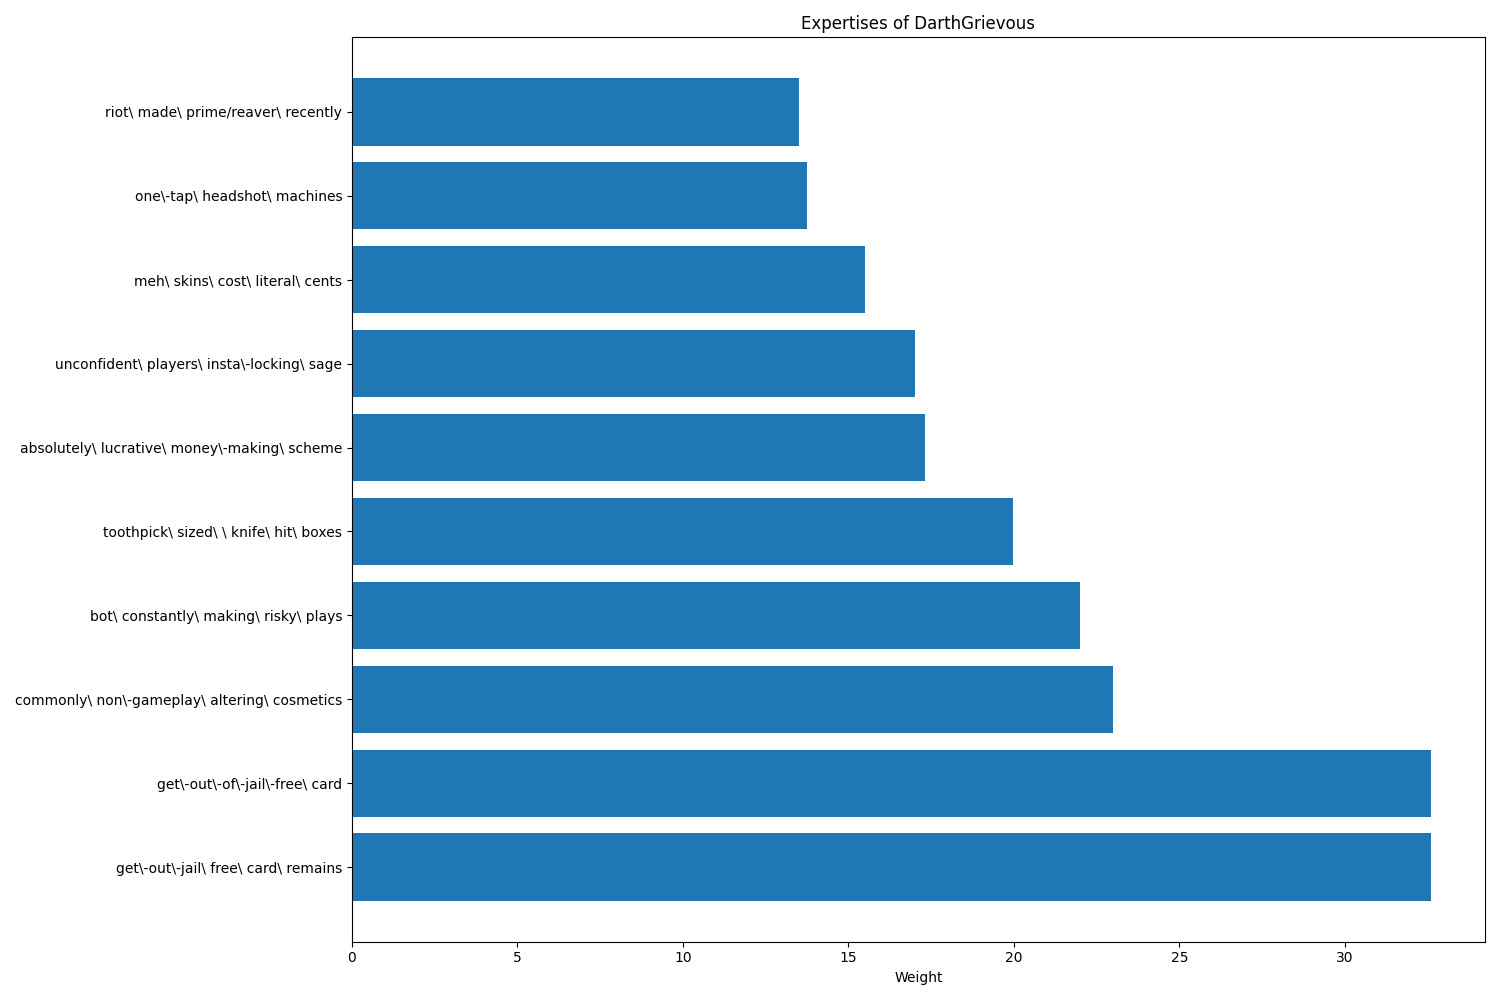 Expertises of DarthGrievous
riot\ made\ prime/reaver\ recently
one\-tap\ headshot\ machines
meh\ skins\ cost\ literal\ cents
unconfident\ players\ insta\-locking\ sage
absolutely\ lucrative\ money\-making\ scheme
toothpick\ sized\ \ knife\ hit\ boxes
bot\ constantly\ making\ risky\ plays
commonly\ non\-gameplay\ altering\ cosmetics
get\-out\-of\-jail\-free\ card
get\-out\-jail\ free\ card\ remains
0 5 10 15 20 25 30
Weight